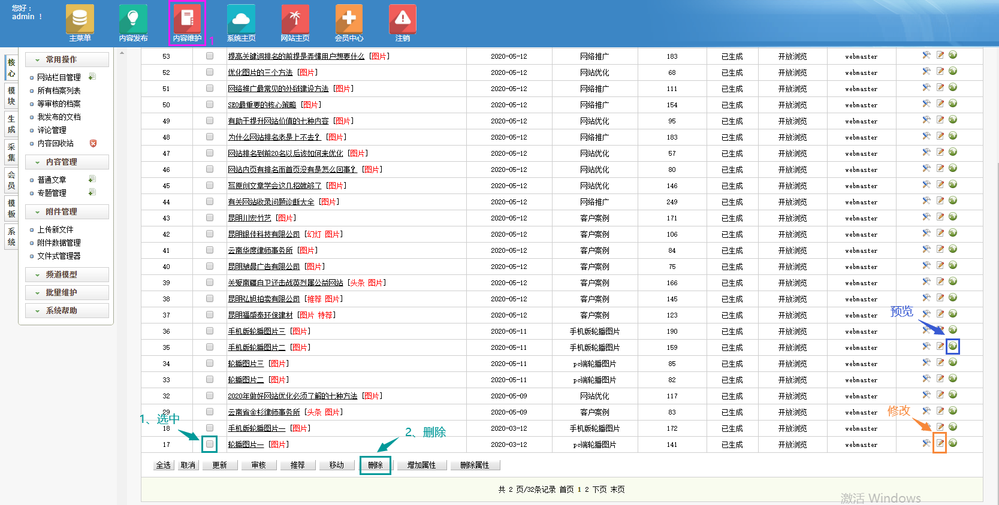 您好：
admin ！
主菜单 内容发布 内容维护 系统主页 网站主页 会员中心 注销
1
核心
模块
生成
采集
会员
模板
系统
常用操作
网站栏目管理
所有档案列表
等审核的档案
我发布的文档
评论管理
内容回收站
内容管理
普通文章
专题管理
附件管理
上传新文件
附件数据管理
文件式管理器
频道模型
批量维护
系统帮助
53 提高关键词排名的前提是弄懂用户想要什么 [图片] 2020-05-12 网络推广 183 已生成 开放浏览 webmaster
52 优化图片的三个方法 [图片] 2020-05-12 网站优化 68 已生成 开放浏览 webmaster
51 网络推广最常见的外链建设方法 [图片] 2020-05-12 网络推广 111 已生成 开放浏览 webmaster
50 SEO最重要的核心策略 [图片] 2020-05-12 网络推广 154 已生成 开放浏览 webmaster
49 有助于提升网站价值的七种内容 [图片] 2020-05-12 网站优化 95 已生成 开放浏览 webmaster
48 为什么网站排名老是上不去？ [图片] 2020-05-12 网络推广 183 已生成 开放浏览 webmaster
47 网站排名到前20名以后该如何来优化 [图片] 2020-05-12 网站优化 57 已生成 开放浏览 webmaster
46 网站内页有排名而首页没有是怎么回事？ [图片] 2020-05-12 网站优化 80 已生成 开放浏览 webmaster
45 写原创文章学会这几招就够了 [图片] 2020-05-12 网站优化 146 已生成 开放浏览 webmaster
44 有关网站收录问题诊断大全 [图片] 2020-05-12 网络推广 249 已生成 开放浏览 webmaster
43 昆明川宏竹艺 [图片] 2020-05-12 客户案例 171 已生成 开放浏览 webmaster
42 昆明银佳科技有限公司 [幻灯 图片] 2020-05-12 客户案例 106 已生成 开放浏览 webmaster
41 云南华度律师事务所 [图片] 2020-05-12 客户案例 84 已生成 开放浏览 webmaster
40 昆明驰晨广告有限公司 [图片] 2020-05-12 客户案例 75 已生成 开放浏览 webmaster
39 关爱南疆自卫还击战英烈属公益网站 [头条 图片] 2020-05-12 客户案例 166 已生成 开放浏览 webmaster
38 昆明弘旭拍卖有限公司 [推荐 图片] 2020-05-12 客户案例 145 已生成 开放浏览 webmaster
37 昆明福盛泰环保建材 [图片 特荐] 2020-05-12 客户案例 123 已生成 开放浏览 webmaster
预览
36 手机版轮播图片三 [图片] 2020-05-11 手机版轮播图片 190 已生成 开放浏览 webmaster
35 手机版轮播图片二 [图片] 2020-05-11 手机版轮播图片 159 已生成 开放浏览 webmaster
34 轮播图片三 [图片] 2020-05-11 pc端轮播图片 85 已生成 开放浏览 webmaster
33 轮播图片二 [图片] 2020-05-11 pc端轮播图片 82 已生成 开放浏览 webmaster
32 2020年做好网站优化必须了解的七种方法 [图片] 2020-05-09 网站优化 117 已生成 开放浏览 webmaster
29 云南省金杉律师事务所 [头条 图片] 2020-05-09 客户案例 83 已生成 开放浏览 webmaster
修改
1、选中
18 手机版轮播图片一 [图片] 2020-03-12 手机版轮播图片 172 已生成 开放浏览 webmaster
2、删除
17 轮播图片一 [图片] 2020-03-12 pc端轮播图片 141 已生成 开放浏览 webmaster
全选 取消 更新 审核 推荐 移动 删除 增加属性 删除属性
共 2 页/32条记录 首页 1 2 下页 末页
激活 Windows